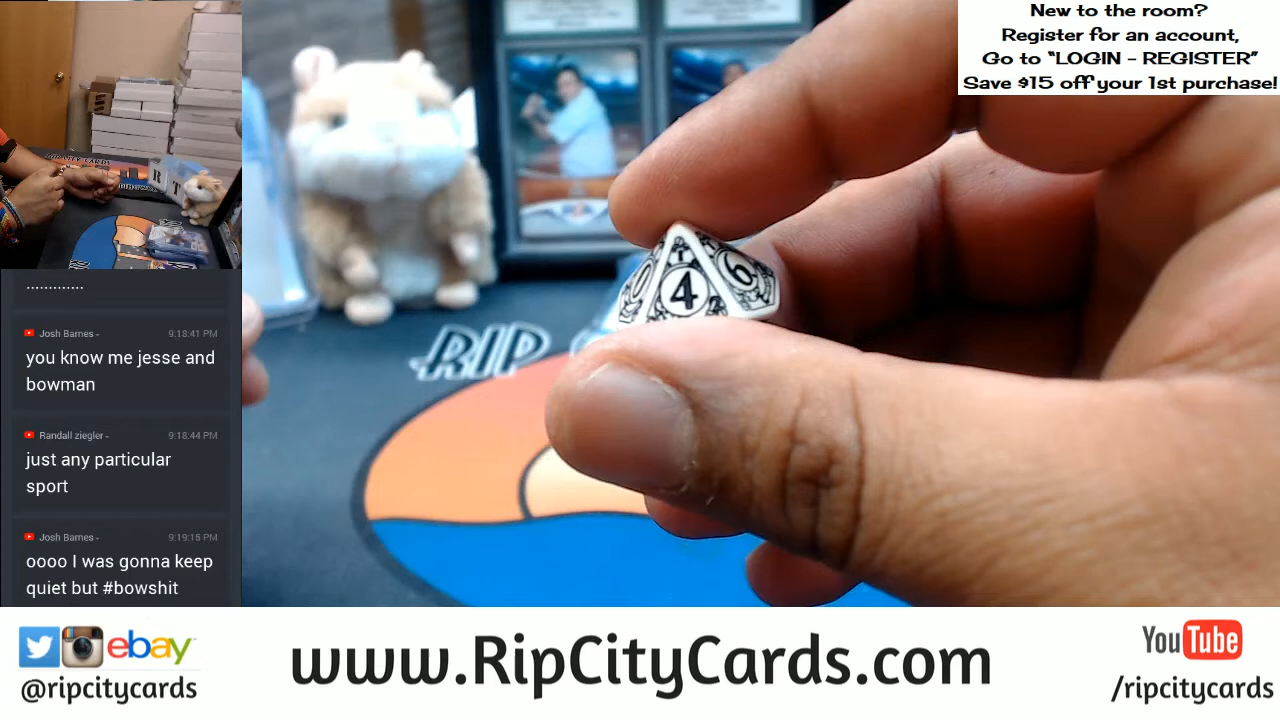 New to the room?
Register for an account,
Go to "LOGIN - REGISTER"
Save $15 off your 1st purchase!
.............
Josh Barnes - 9:18:41 PM
you know me jesse and
bowman
Randall ziegler - 9:18:44 PM
just any particular
sport
Josh Barnes - 9:19:15 PM
oooo I was gonna keep
quiet but #bowshit
RIP
0 4 6
R T
ebay
@ripcitycards
www.RipCityCards.com
YouTube
/ripcitycards